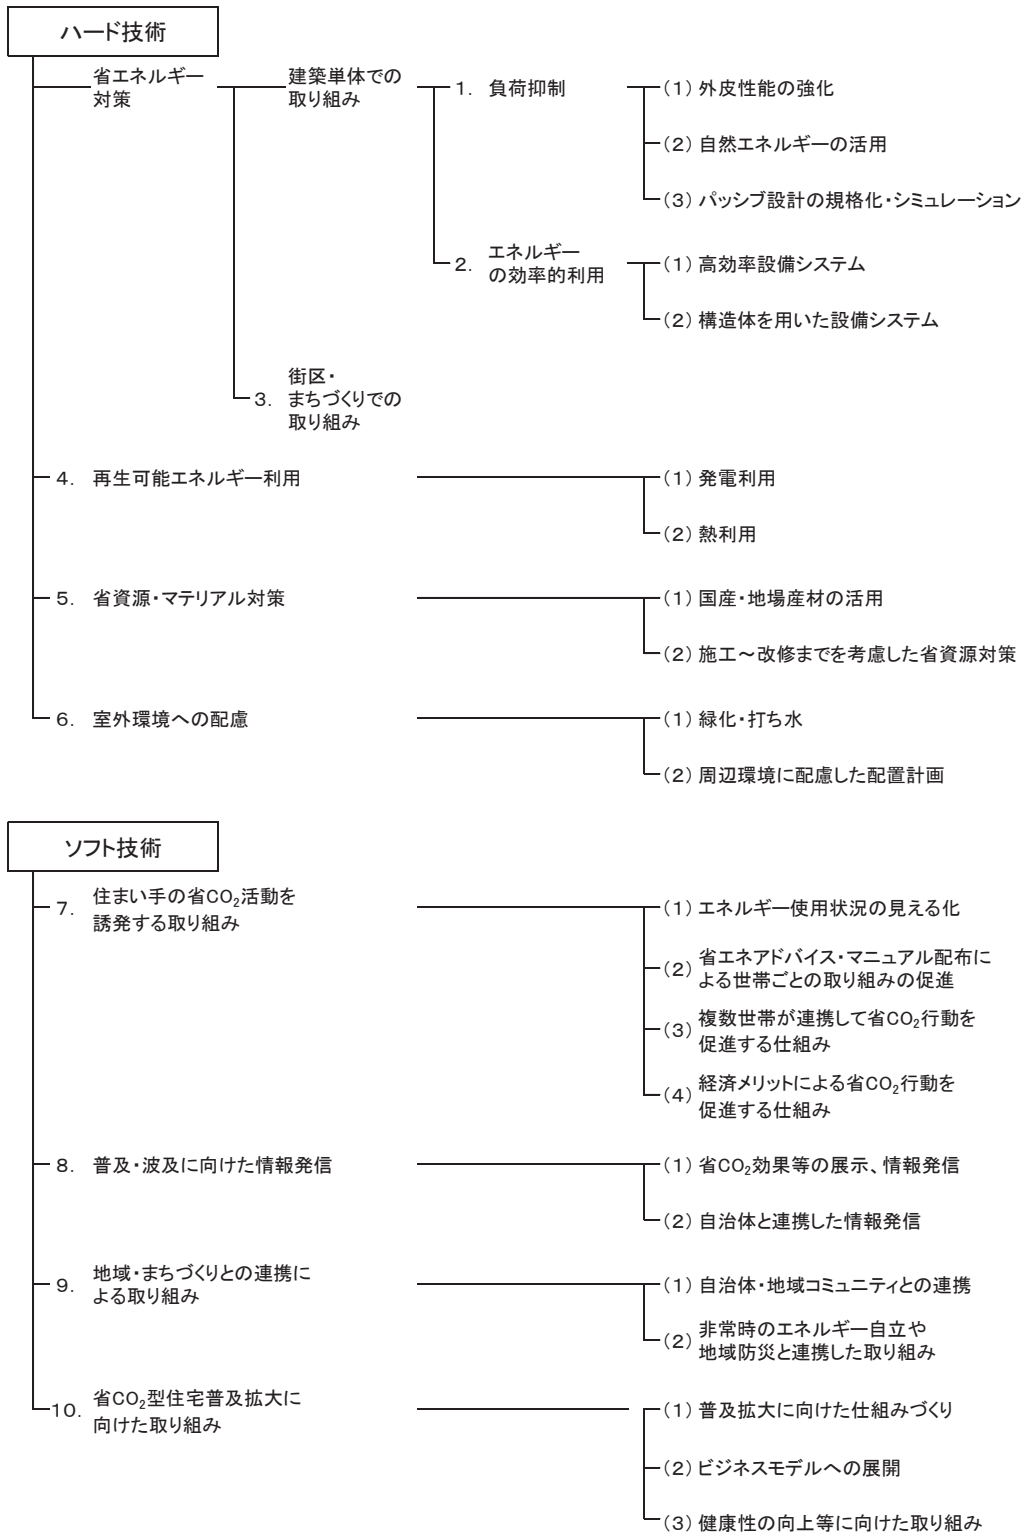 ハード技術
省エネルギー
対策
建築単体での
取り組み
1. 負荷抑制
(1) 外皮性能の強化
(2) 自然エネルギーの活用
(3) パッシブ設計の規格化・シミュレーション
2. エネルギー
の効率的利用
(1) 高効率設備システム
(2) 構造体を用いた設備システム
3. 街区・
まちづくりでの
取り組み
4. 再生可能エネルギー利用
(1) 発電利用
(2) 熱利用
5. 省資源・マテリアル対策
(1) 国産・地場産材の活用
(2) 施工～改修までを考慮した省資源対策
6. 室外環境への配慮
(1) 緑化・打ち水
(2) 周辺環境に配慮した配置計画
ソフト技術
7. 住まい手の省CO₂活動を
誘発する取り組み
(1) エネルギー使用状況の見える化
(2) 省エネアドバイス・マニュアル配布に
よる世帯ごとの取り組みの促進
(3) 複数世帯が連携して省CO₂行動を
促進する仕組み
(4) 経済メリットによる省CO₂行動を
促進する仕組み
8. 普及・波及に向けた情報発信
(1) 省CO₂効果等の展示、情報発信
(2) 自治体と連携した情報発信
9. 地域・まちづくりとの連携に
よる取り組み
(1) 自治体・地域コミュニティとの連携
(2) 非常時のエネルギー自立や
地域防災と連携した取り組み
10. 省CO₂型住宅普及拡大に
向けた取り組み
(1) 普及拡大に向けた仕組みづくり
(2) ビジネスモデルへの展開
(3) 健康性の向上等に向けた取り組み